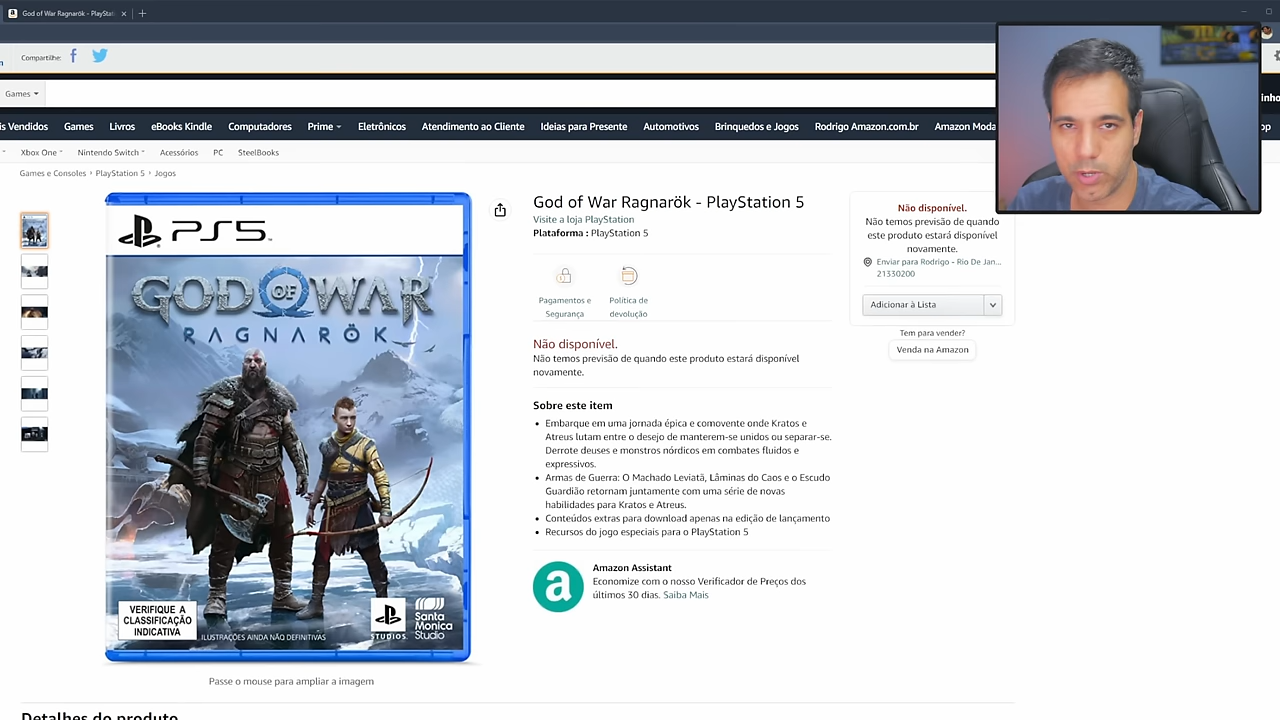 God of War Ragnarök - PlaySta
Compartilhe:
Games
is Vendidos Games Livros eBooks Kindle Computadores Prime Eletrônicos Atendimento ao Cliente Ideias para Presente Automotivos Brinquedos e Jogos Rodrigo Amazon.com.br Amazon Moda
inho
op
Xbox One Nintendo Switch Acessórios PC SteelBooks
Games e Consoles › PlayStation 5 › Jogos
PS5
GOD OF WAR
RAGNARÖK
VERIFIQUE A
CLASSIFICAÇÃO
INDICATIVA
ILUSTRAÇÕES AINDA NÃO DEFINITIVAS
STUDIOS
Santa
Monica
Studio
Passe o mouse para ampliar a imagem
God of War Ragnarök - PlayStation 5
Visite a loja PlayStation
Plataforma : PlayStation 5
Pagamentos e
Segurança
Política de
devolução
Não disponível.
Não temos previsão de quando este produto estará disponível
novamente.
Sobre este item
• Embarque em uma jornada épica e comovente onde Kratos e
Atreus lutam entre o desejo de manterem-se unidos ou separar-se.
Derrote deuses e monstros nórdicos em combates fluidos e
expressivos.
• Armas de Guerra: O Machado Leviatã, Lâminas do Caos e o Escudo
Guardião retornam juntamente com uma série de novas
habilidades para Kratos e Atreus.
• Conteúdos extras para download apenas na edição de lançamento
• Recursos do jogo especiais para o PlayStation 5
a
Amazon Assistant
Economize com o nosso Verificador de Preços dos
últimos 30 dias. Saiba Mais
Não disponível.
Não temos previsão de quando
este produto estará disponível
novamente.
Enviar para Rodrigo - Rio De Jan...
21330200
Adicionar à Lista
Tem para vender?
Venda na Amazon
Detalhes do produto